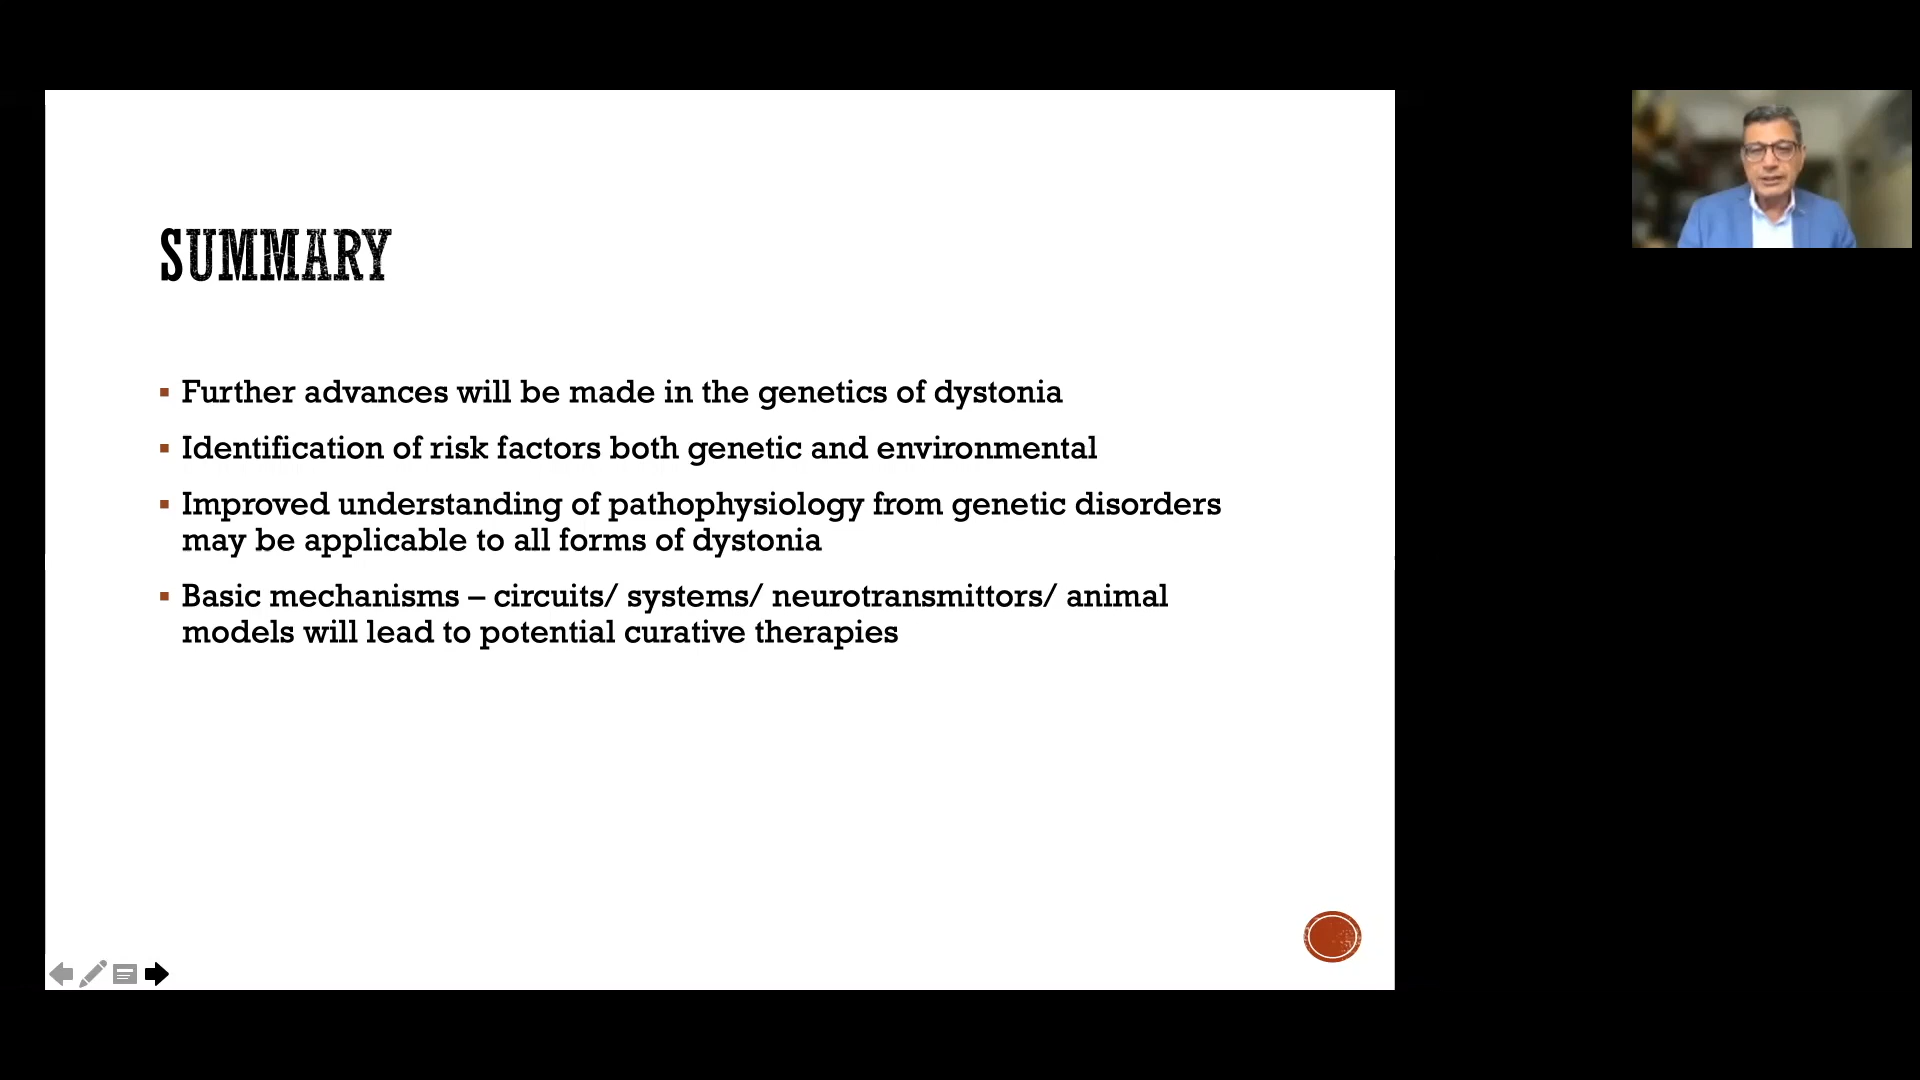 SUMMARY
Further advances will be made in the genetics of dystonia
Identification of risk factors both genetic and environmental
Improved understanding of pathophysiology from genetic disorders
may be applicable to all forms of dystonia
Basic mechanisms – circuits/ systems/ neurotransmittors/ animal
models will lead to potential curative therapies